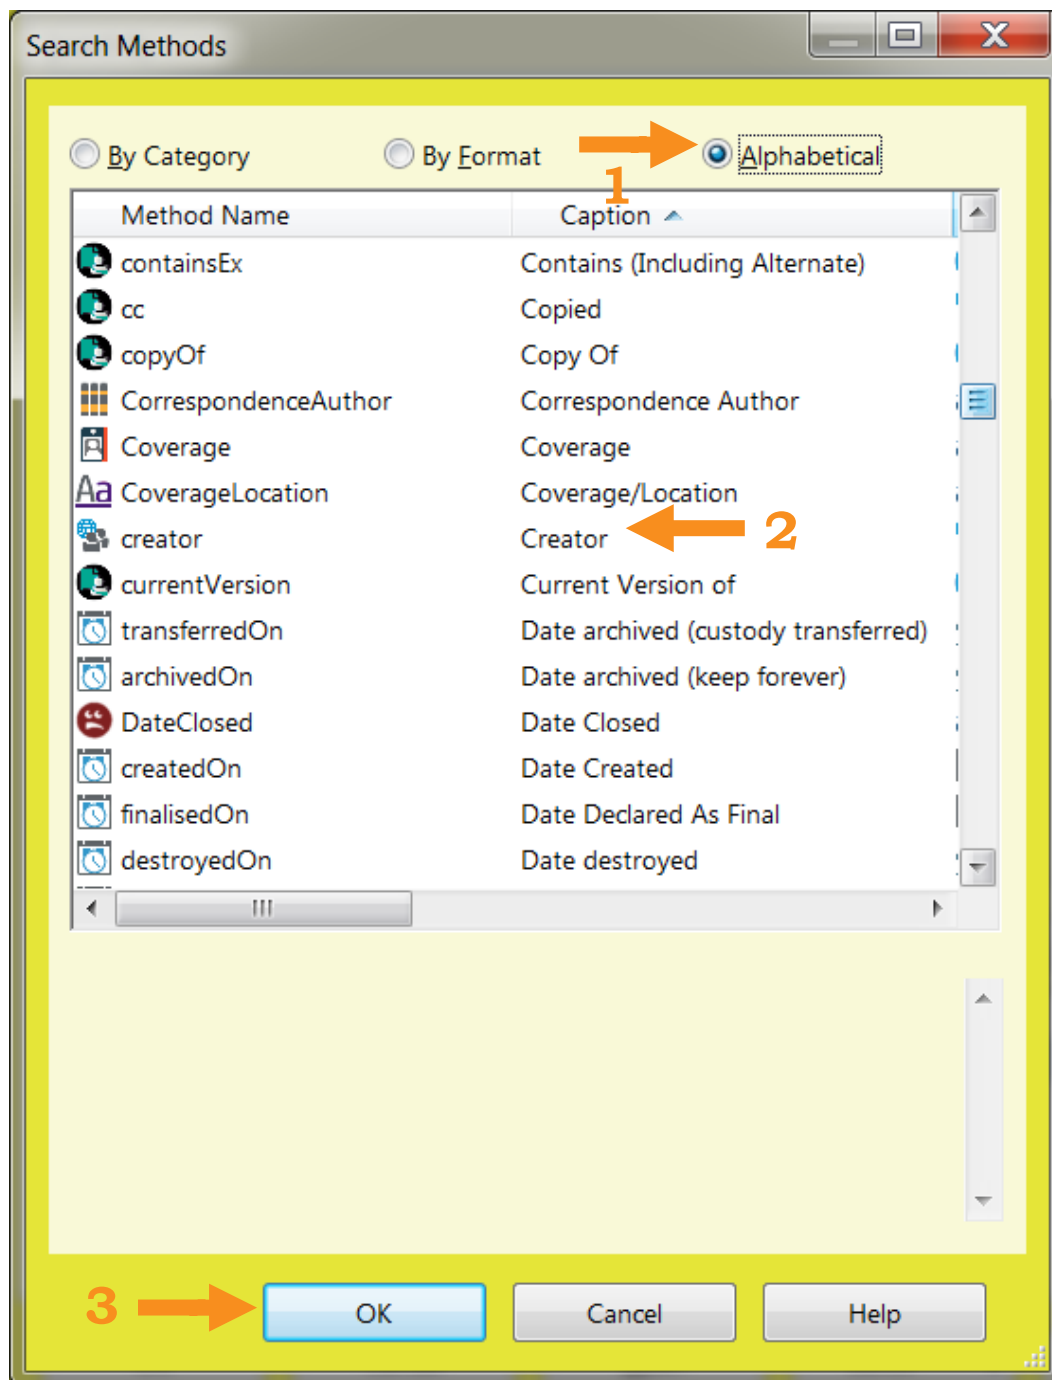 Search Methods
By Category By Format Alphabetical
1
Method Name Caption
containsEx Contains (Including Alternate)
cc Copied
copyOf Copy Of
CorrespondenceAuthor Correspondence Author
Coverage Coverage
Aa CoverageLocation Coverage/Location
creator Creator 2
currentVersion Current Version of
transferredOn Date archived (custody transferred)
archivedOn Date archived (keep forever)
DateClosed Date Closed
createdOn Date Created
finalisedOn Date Declared As Final
destroyedOn Date destroyed
3 OK Cancel Help